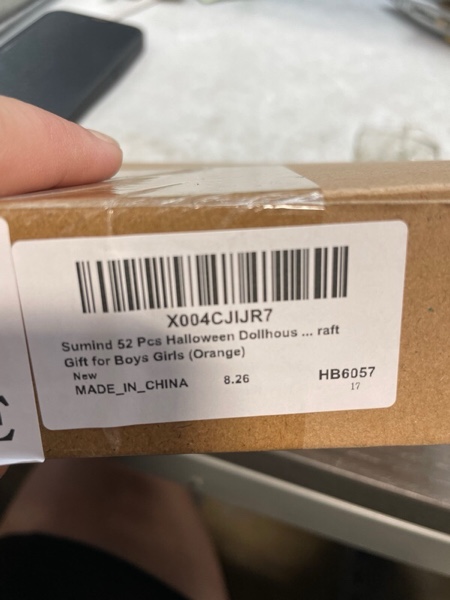 X004CJIJR7
Sumind 52 Pcs Halloween Dollhous ... raft
Gift for Boys Girls (Orange)
New
MADE_IN_CHINA 8.26 HB6057
17
E